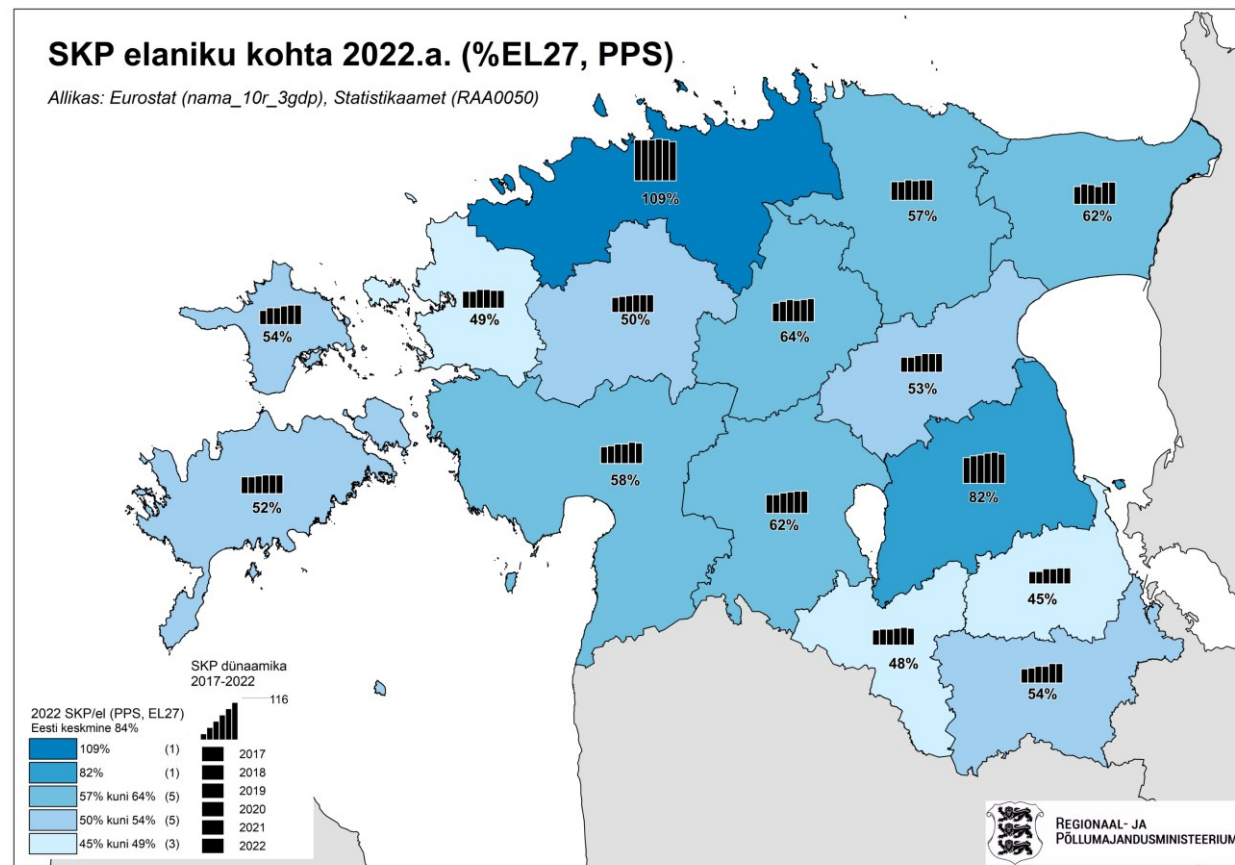 SKP elaniku kohta 2022.a. (%EL27, PPS)
Allikas: Eurostat (nama_10r_3gdp), Statistikaamet (RAA0050)
109%
57%
62%
54%
49%
50%
64%
53%
52%
58%
62%
82%
45%
48%
54%
SKP dünaamika
2017-2022
116
2022 SKP/el (PPS, EL27)
Eesti keskmine 84%
109% (1)
82% (1)
57% kuni 64% (5)
50% kuni 54% (5)
45% kuni 49% (3)
2017
2018
2019
2020
2021
2022
REGIONAAL- JA
PÕLLUMAJANDUSMINISTEERIUM